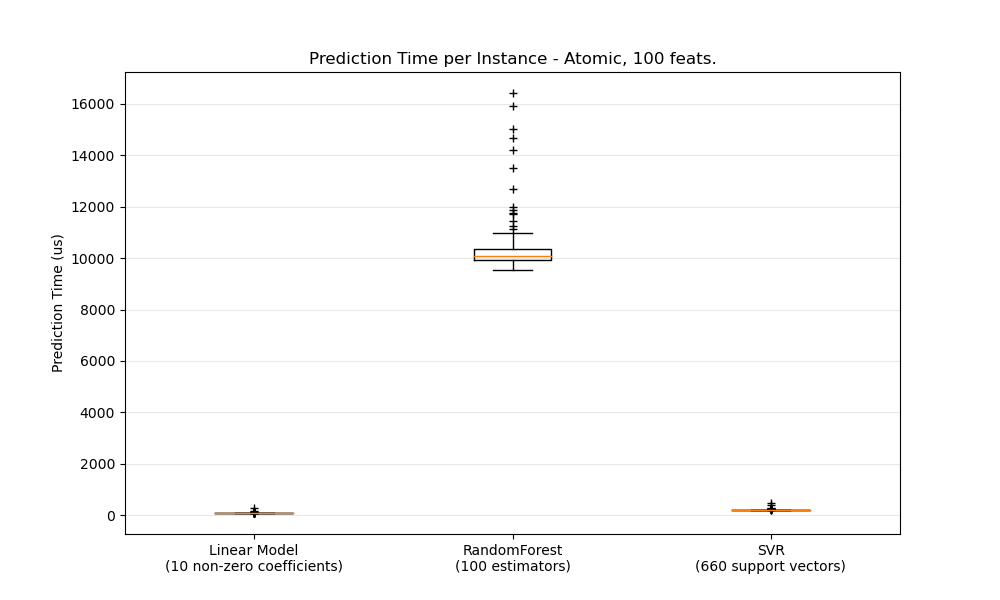 Prediction Time per Instance - Atomic, 100 feats.
Prediction Time (us)
16000
14000
12000
10000
8000
6000
4000
2000
0
Linear Model
(10 non-zero coefficients)
RandomForest
(100 estimators)
SVR
(660 support vectors)